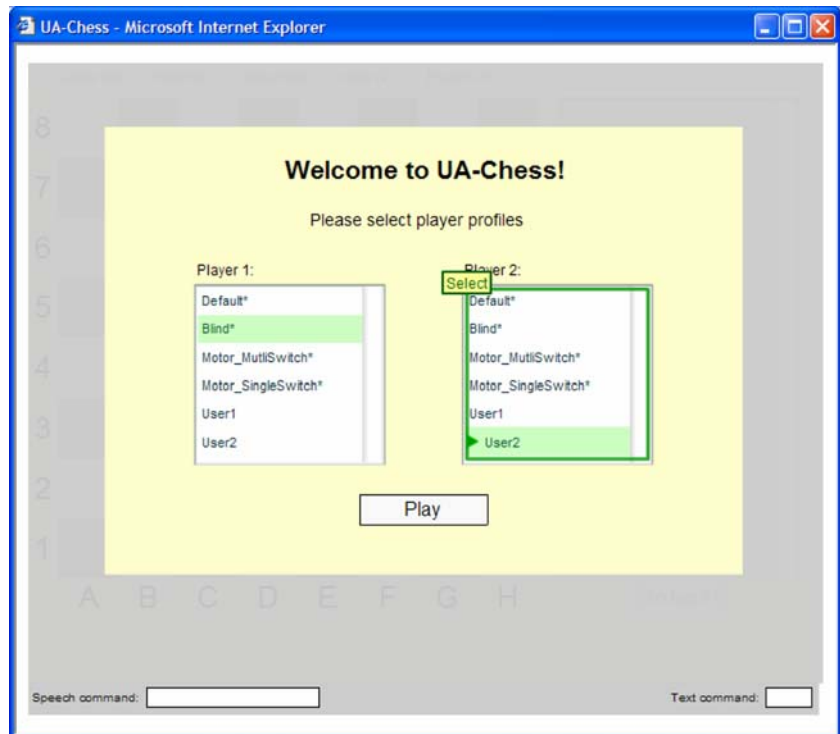 UA-Chess - Microsoft Internet Explorer
8
Welcome to UA-Chess!
7
Please select player profiles
6
Player 1: Player 2:
Select
Default* Default*
5
Blind* Blind*
Motor_MutliSwitch* Motor_MutliSwitch*
4
Motor_SingleSwitch* Motor_SingleSwitch*
User1 User1
3
User2 User2
2
Play
1
A B C D E F G H
Speech command: Text command: